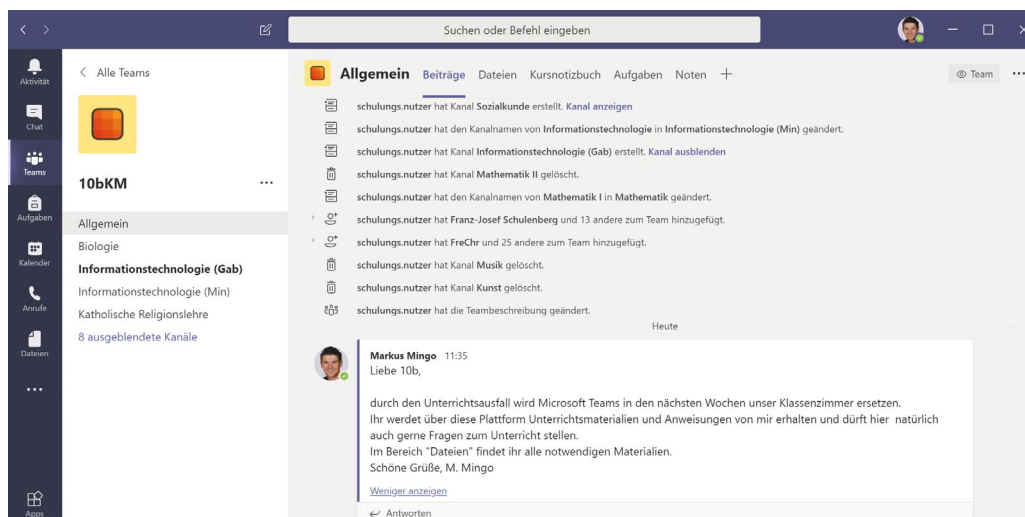 Suchen oder Befehl eingeben
Aktivität
Chat
Teams
Aufgaben
Kalender
Anrufe
Dateien
Apps
Alle Teams
10bKM
Allgemein
Biologie
Informationstechnologie (Gab)
Informationstechnologie (Min)
Katholische Religionslehre
8 ausgeblendete Kanäle
Allgemein Beiträge Dateien Kursnotizbuch Aufgaben Noten
Team
schulungs.nutzer hat Kanal Sozialkunde erstellt. Kanal anzeigen
schulungs.nutzer hat den Kanalnamen von Informationstechnologie in Informationstechnologie (Min) geändert.
schulungs.nutzer hat Kanal Informationstechnologie (Gab) erstellt. Kanal ausblenden
schulungs.nutzer hat Kanal Mathematik II gelöscht.
schulungs.nutzer hat den Kanalnamen von Mathematik I in Mathematik geändert.
schulungs.nutzer hat Franz-Josef Schulenberg und 13 andere zum Team hinzugefügt.
schulungs.nutzer hat FreChr und 25 andere zum Team hinzugefügt.
schulungs.nutzer hat Kanal Musik gelöscht.
schulungs.nutzer hat Kanal Kunst gelöscht.
schulungs.nutzer hat die Teambeschreibung geändert.
Heute
Markus Mingo 11:35
Liebe 10b,
durch den Unterrichtsausfall wird Microsoft Teams in den nächsten Wochen unser Klassenzimmer ersetzen.
Ihr werdet über diese Plattform Unterrichtsmaterialien und Anweisungen von mir erhalten und dürft hier natürlich
auch gerne Fragen zum Unterricht stellen.
Im Bereich "Dateien" findet ihr alle notwendigen Materialien.
Schöne Grüße, M. Mingo
Weniger anzeigen
Antworten